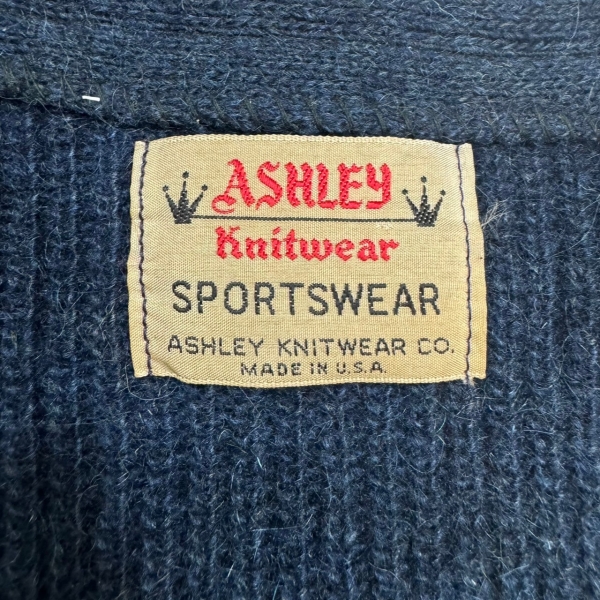 ASHLEY
Knitwear
SPORTSWEAR
ASHLEY KNITWEAR CO.
MADE IN U.S.A.